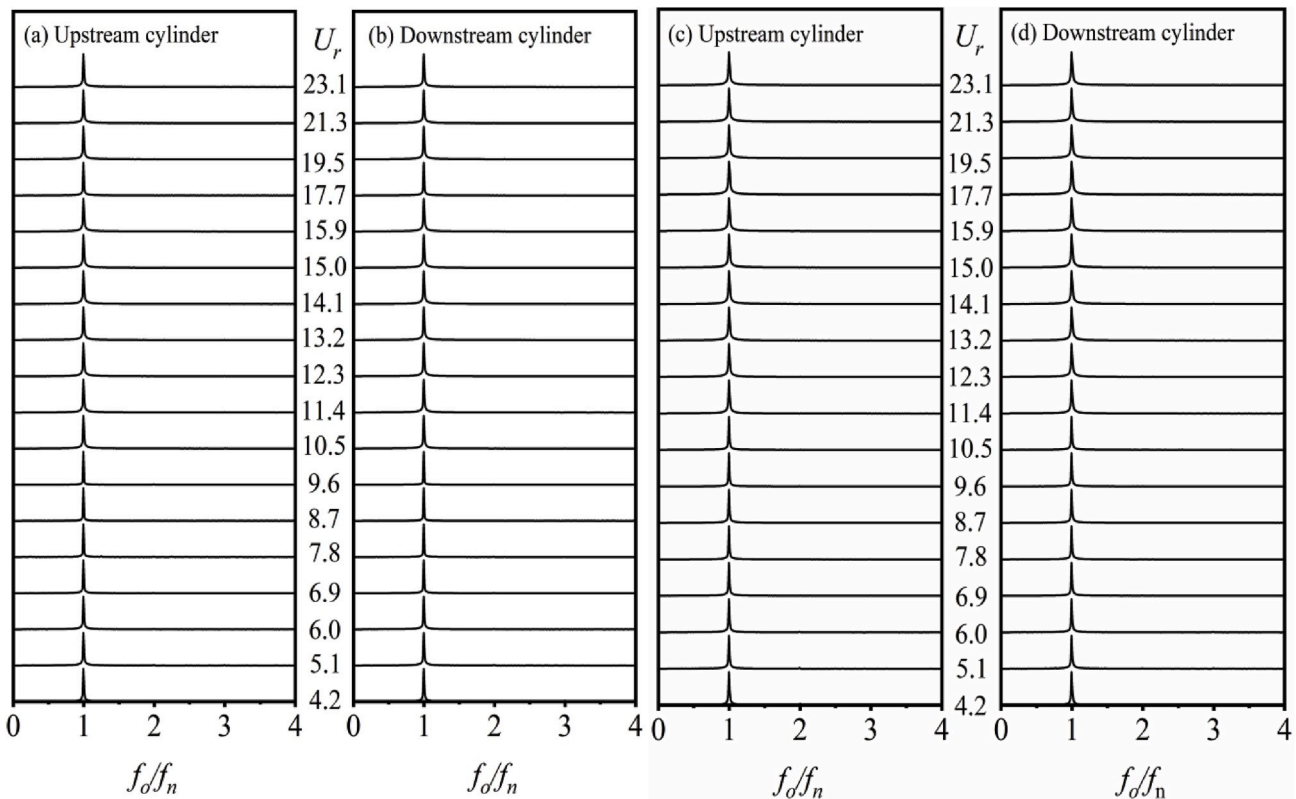 (a) Upstream cylinder
U_r
(b) Downstream cylinder
(c) Upstream cylinder
U_r
(d) Downstream cylinder
23.1
21.3
19.5
17.7
15.9
15.0
14.1
13.2
12.3
11.4
10.5
9.6
8.7
7.8
6.9
6.0
5.1
4.2
23.1
21.3
19.5
17.7
15.9
15.0
14.1
13.2
12.3
11.4
10.5
9.6
8.7
7.8
6.9
6.0
5.1
4.2
0 1 2 3 4
0 1 2 3 4
0 1 2 3 4
0 1 2 3 4
f_o/f_n
f_o/f_n
f_o/f_n
f_o/f_n